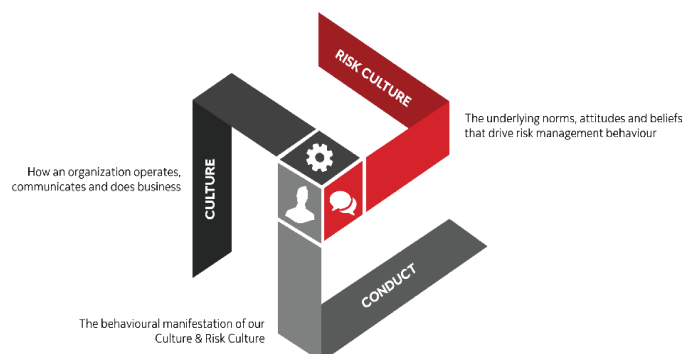 RISK CULTURE
The underlying norms, attitudes and beliefs
that drive risk management behaviour
How an organization operates,
communicates and does business
CULTURE
CONDUCT
The behavioural manifestation of our
Culture & Risk Culture